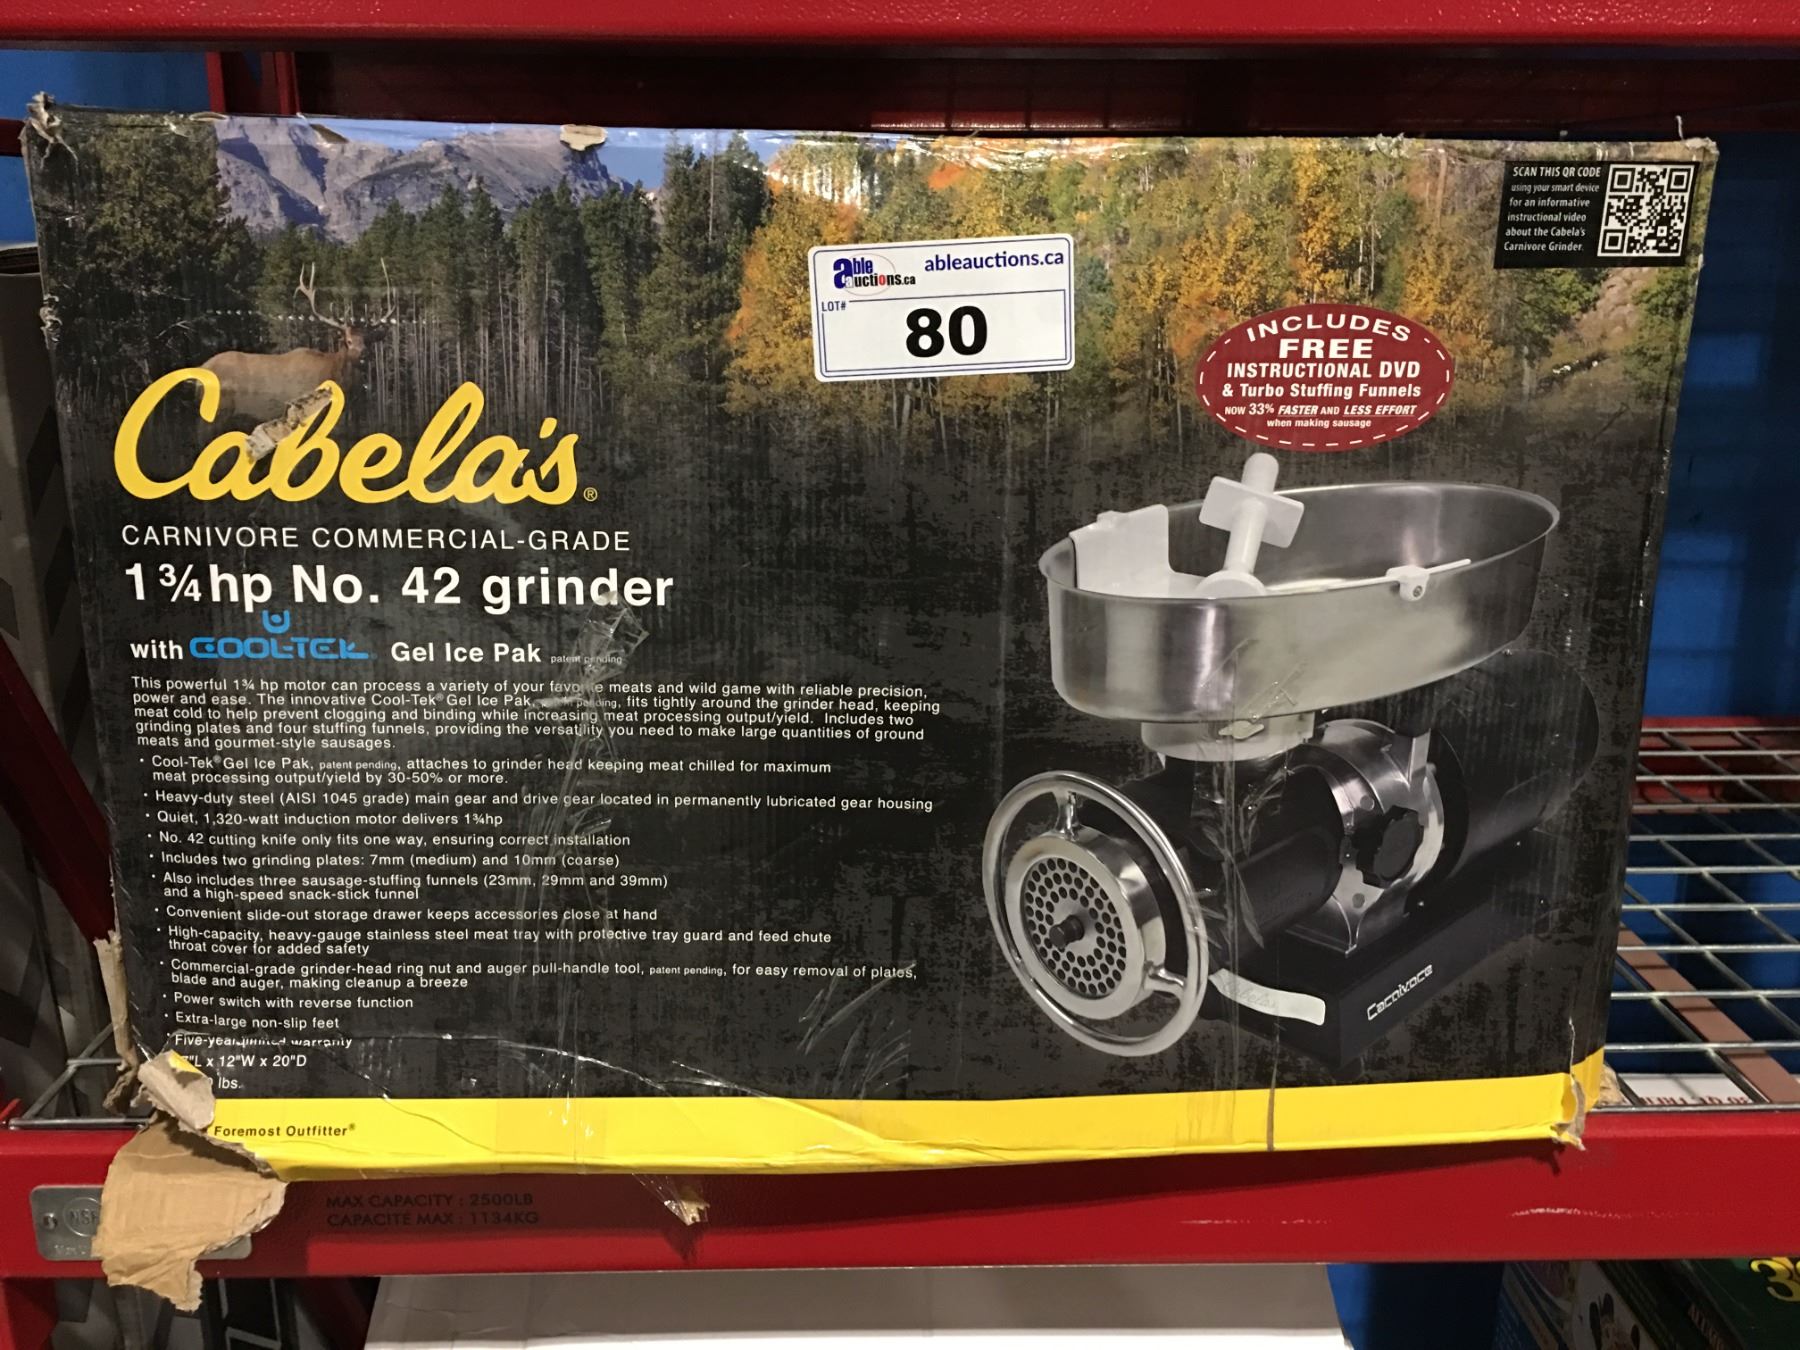 SCAN THIS QR CODE
using your smart device
for an informative
instructional video
about the Cabela's
Carnivore Grinder.
able auctions.ca
ableauctions.ca
LOT#
80
INCLUDES
FREE
INSTRUCTIONAL DVD
& Turbo Stuffing Funnels
NOW 33% FASTER AND LESS EFFORT
when making sausage
Cabela's®
CARNIVORE COMMERCIAL-GRADE
1 ¾ hp No. 42 grinder
with COOL-TEK Gel Ice Pak patent pending
This powerful 1¾ hp motor can process a variety of your favorite meats and wild game with reliable precision,
power and ease. The innovative Cool-Tek® Gel Ice Pak, patent pending, fits tightly around the grinder head, keeping
meat cold to help prevent clogging and binding while increasing meat processing output/yield. Includes two
grinding plates and four stuffing funnels, providing the versatility you need to make large quantities of ground
meats and gourmet-style sausages.
• Cool-Tek® Gel Ice Pak, patent pending, attaches to grinder head keeping meat chilled for maximum
meat processing output/yield by 30-50% or more.
• Heavy-duty steel (AISI 1045 grade) main gear and drive gear located in permanently lubricated gear housing
• Quiet, 1,320-watt induction motor delivers 1¾hp
• No. 42 cutting knife only fits one way, ensuring correct installation
• Includes two grinding plates: 7mm (medium) and 10mm (coarse)
• Also includes three sausage-stuffing funnels (23mm, 29mm and 39mm)
and a high-speed snack-stick funnel
• Convenient slide-out storage drawer keeps accessories close at hand
• High-capacity, heavy-gauge stainless steel meat tray with protective tray guard and feed chute
throat cover for added safety
• Commercial-grade grinder-head ring nut and auger pull-handle tool, patent pending, for easy removal of plates,
blade and auger, making cleanup a breeze
• Power switch with reverse function
• Extra-large non-slip feet
• Five-year limited warranty
"L x 12"W x 20"D
lbs.
Foremost Outfitter®
Cabela's
Carnivore
MAX CAPACITY : 2500LB
CAPACITE MAX : 1134KG
NSF